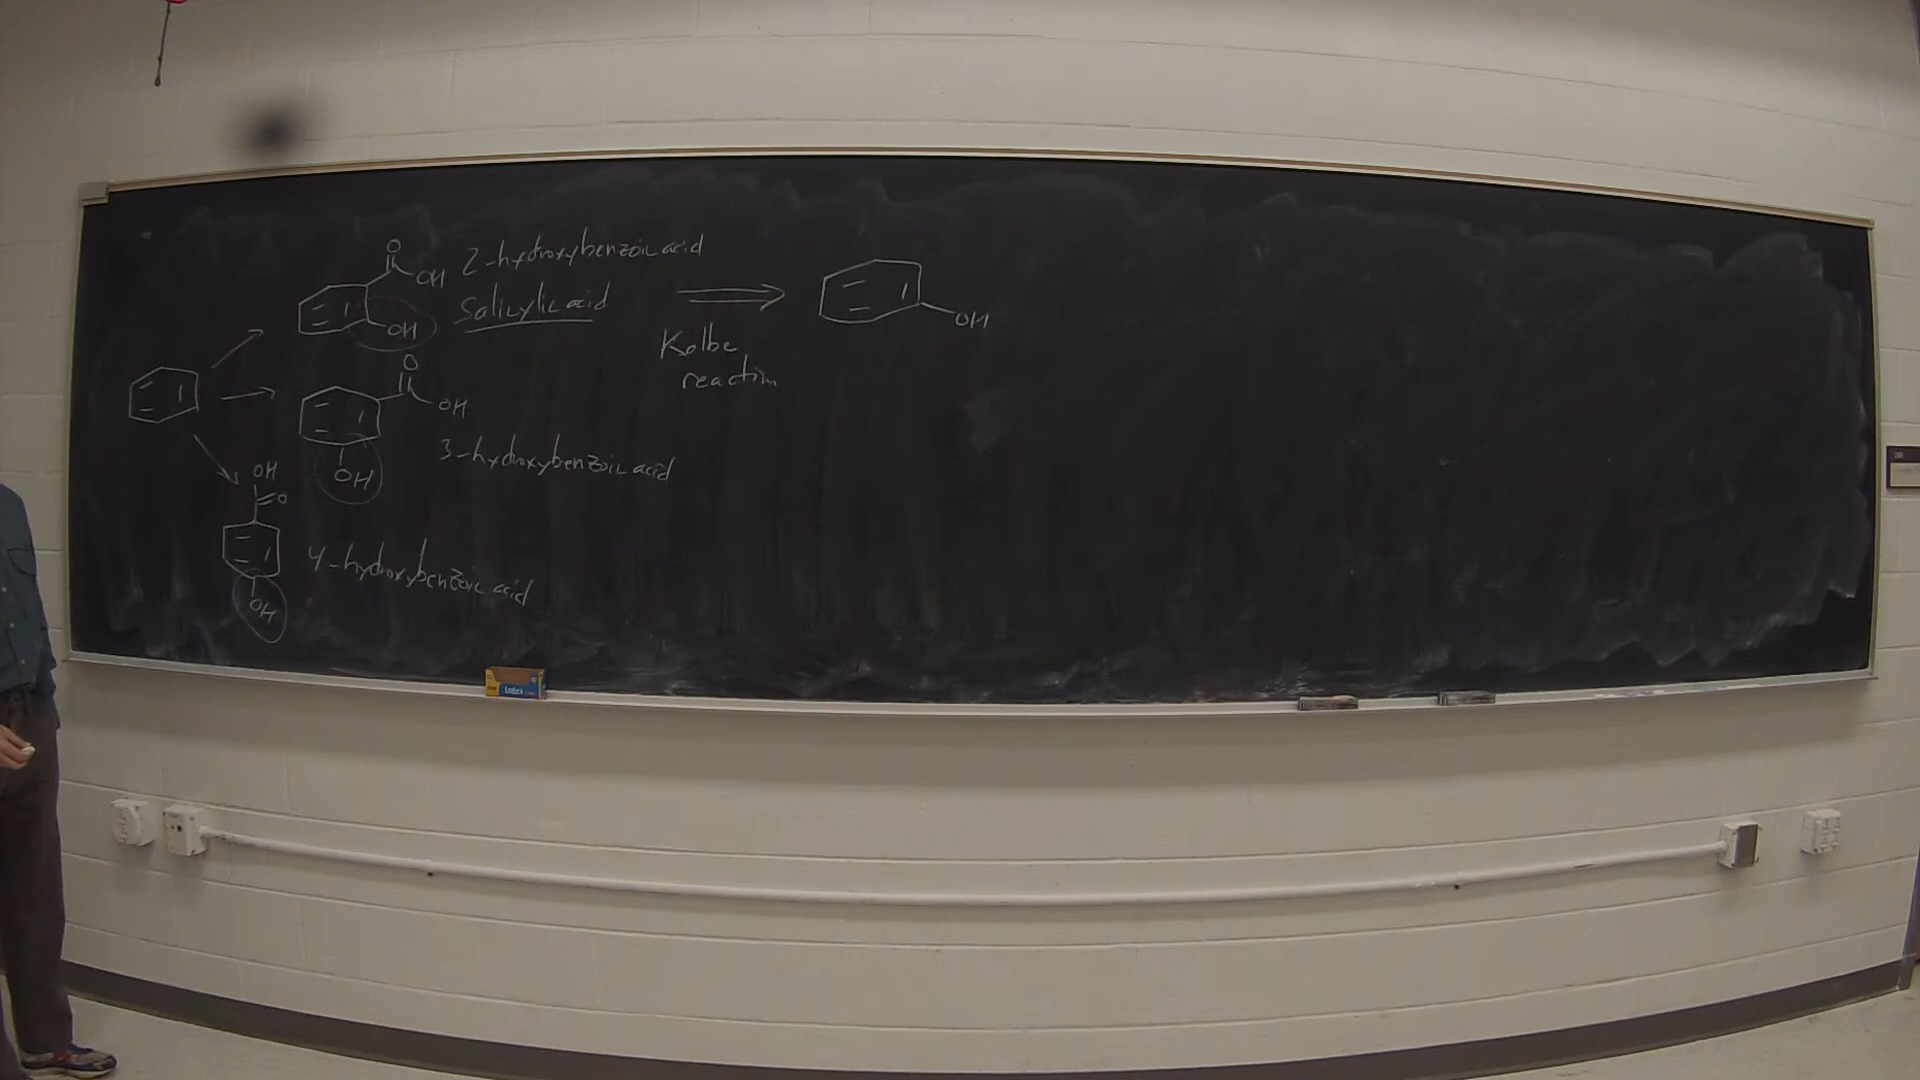 O
OH
2-hydroxybenzoic acid
Salicylic acid
OH
OH
Kolbe
reaction
O
OH
OH
3-hydroxybenzoic acid
OH
O
4-hydroxybenzoic acid
OH